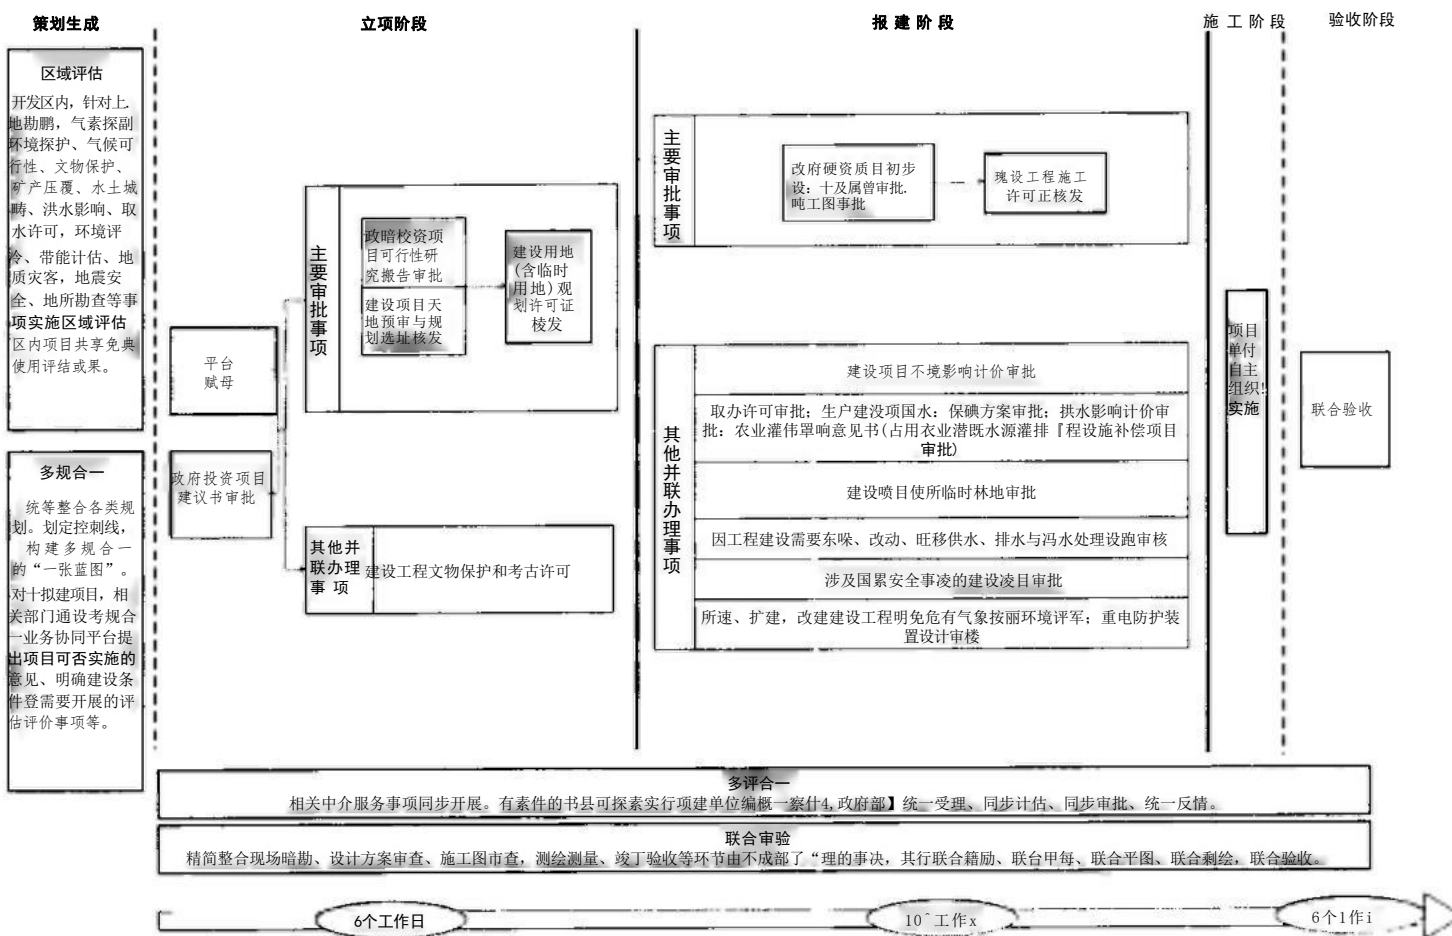 策划生成
立项阶段
报建阶段
施工阶段
验收阶段
区域评估
开发区内，针对上
地勘鹏，气素探副
环境探护、气候可
行性、文物保护、
矿产压覆、水土城
畴、洪水影响、取
水许可，环境评
冷、带能计估、地
质灾客，地震安
全、地所勘查等事
项实施区域评估
区内项目共享免典
使用评结或果。
多规合一
统等整合各类规
划。划定控刺线，
构建多规合一
的“一张蓝图”。
对十拟建项目，相
关部门通设考规合
一业务协同平台提
出项目可否实施的
意见、明确建设条
件登需要开展的评
估评价事项等。
平台
赋母
政府投资项目
建议书审批
主要审批事项
政暗校资项
目可行性研
究搬告审批
建设项目天
地预审与规
划选址核发
建设用地
(含临时
用地)观
划许可证
棱发
其他并
联办理
事项
建设工程文物保护和考古许可
主要审批事项
改府硬资质目初步
设：十及属曾审批.
吨工图事批
瑰设工程施工
许可正核发
其他并联办理事项
建设项目不境影响计价审批
取办许可审批；生户建没项国水：保碘方案审批；拱水影响计价审
批：农业灌伟罩响意见书(占用农业潜既水源灌排『程设施补偿项目
审批)
建设喷目使所临时林地审批
因工程建设需要东咏、改动、旺移供水、排水与冯水处理设跑审核
涉及国累安全事凌的建设凌目审批
所速、扩建，改建建设工程明免危有气象按丽环境评军；重电防护装
置设计审楼
项目
单付
自主
组织!
实施
联合验收
多评合一
相关中介服务事项同步开展。有素件的书县可探素实行项建单位编概一察什4,政府部】统一受理、同步计估、同步审批、统一反情。
联合审验
精简整合现场暗勘、设计方案审查、施工图市查，测绘测量、竣丁验收等环节由不成部了“理的事决，其行联合籍励、联台甲每、联合平图、联合剩绘，联合验收。
6个工作日
10ˆ工作x
6个1作i